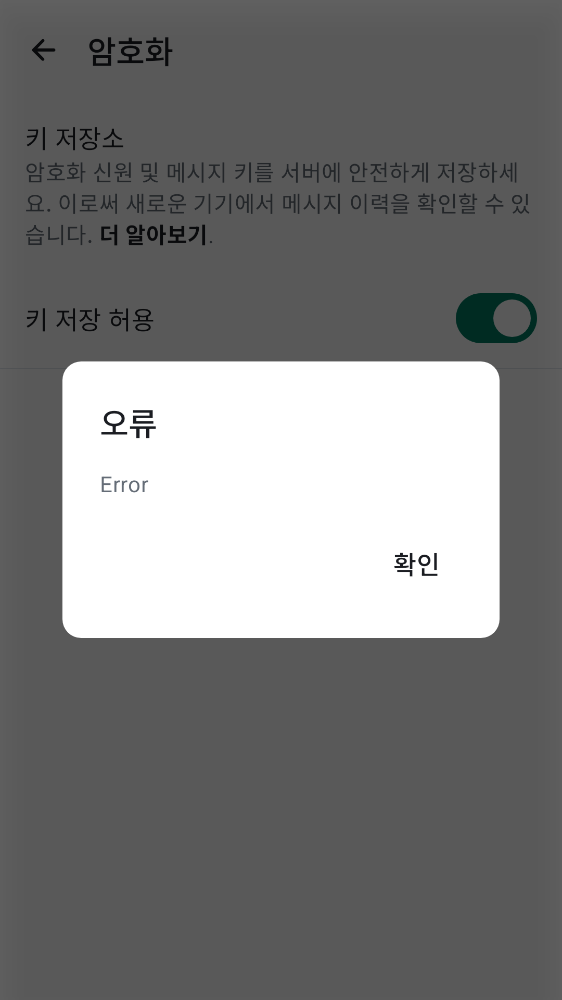 암호화
키 저장소
암호화 신원 및 메시지 키를 서버에 안전하게 저장하세
요. 이로써 새로운 기기에서 메시지 이력을 확인할 수 있
습니다. 더 알아보기.
키 저장 허용
오류
Error
확인